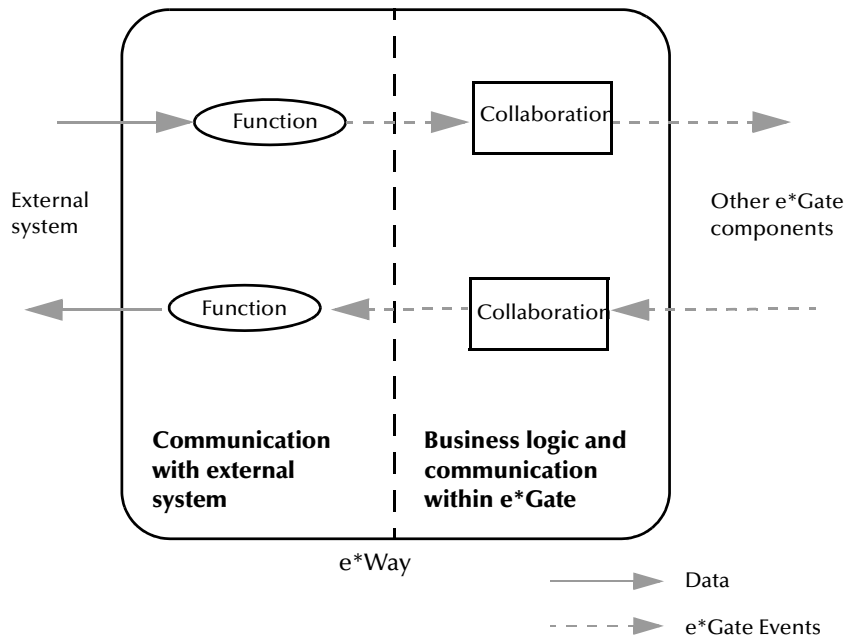 Function
Collaboration
External
system
Other e*Gate
components
Function
Collaboration
Communication
with external
system
Business logic and
communication
within e*Gate
e*Way
Data
e*Gate Events